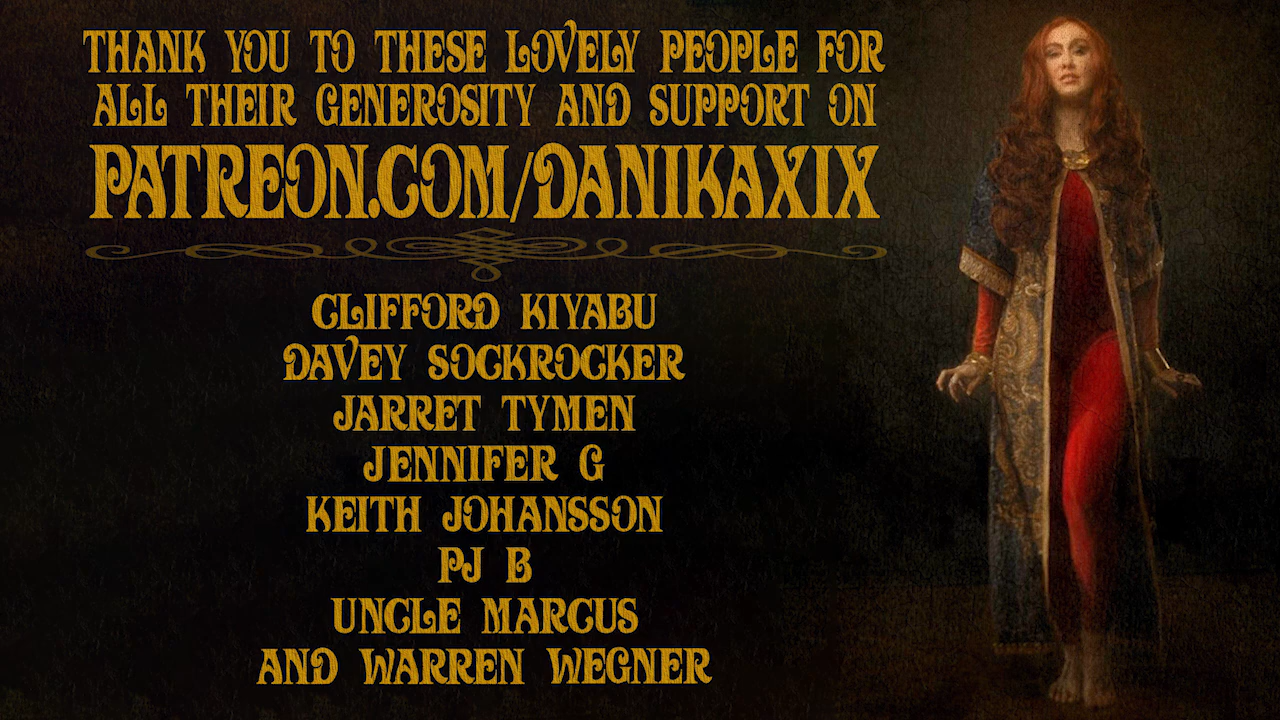 THANK YOU TO THESE LOVELY PEOPLE FOR
ALL THEIR GENEROSITY AND SUPPORT ON
PATREON.COM/DANIKAXIX
CLIFFORD KIYABU
DAVEY SOCKROCKER
JARRET TYMEN
JENNIFER G
KEITH JOHANSSON
PJ B
UNCLE MARCUS
AND WARREN WEGNER